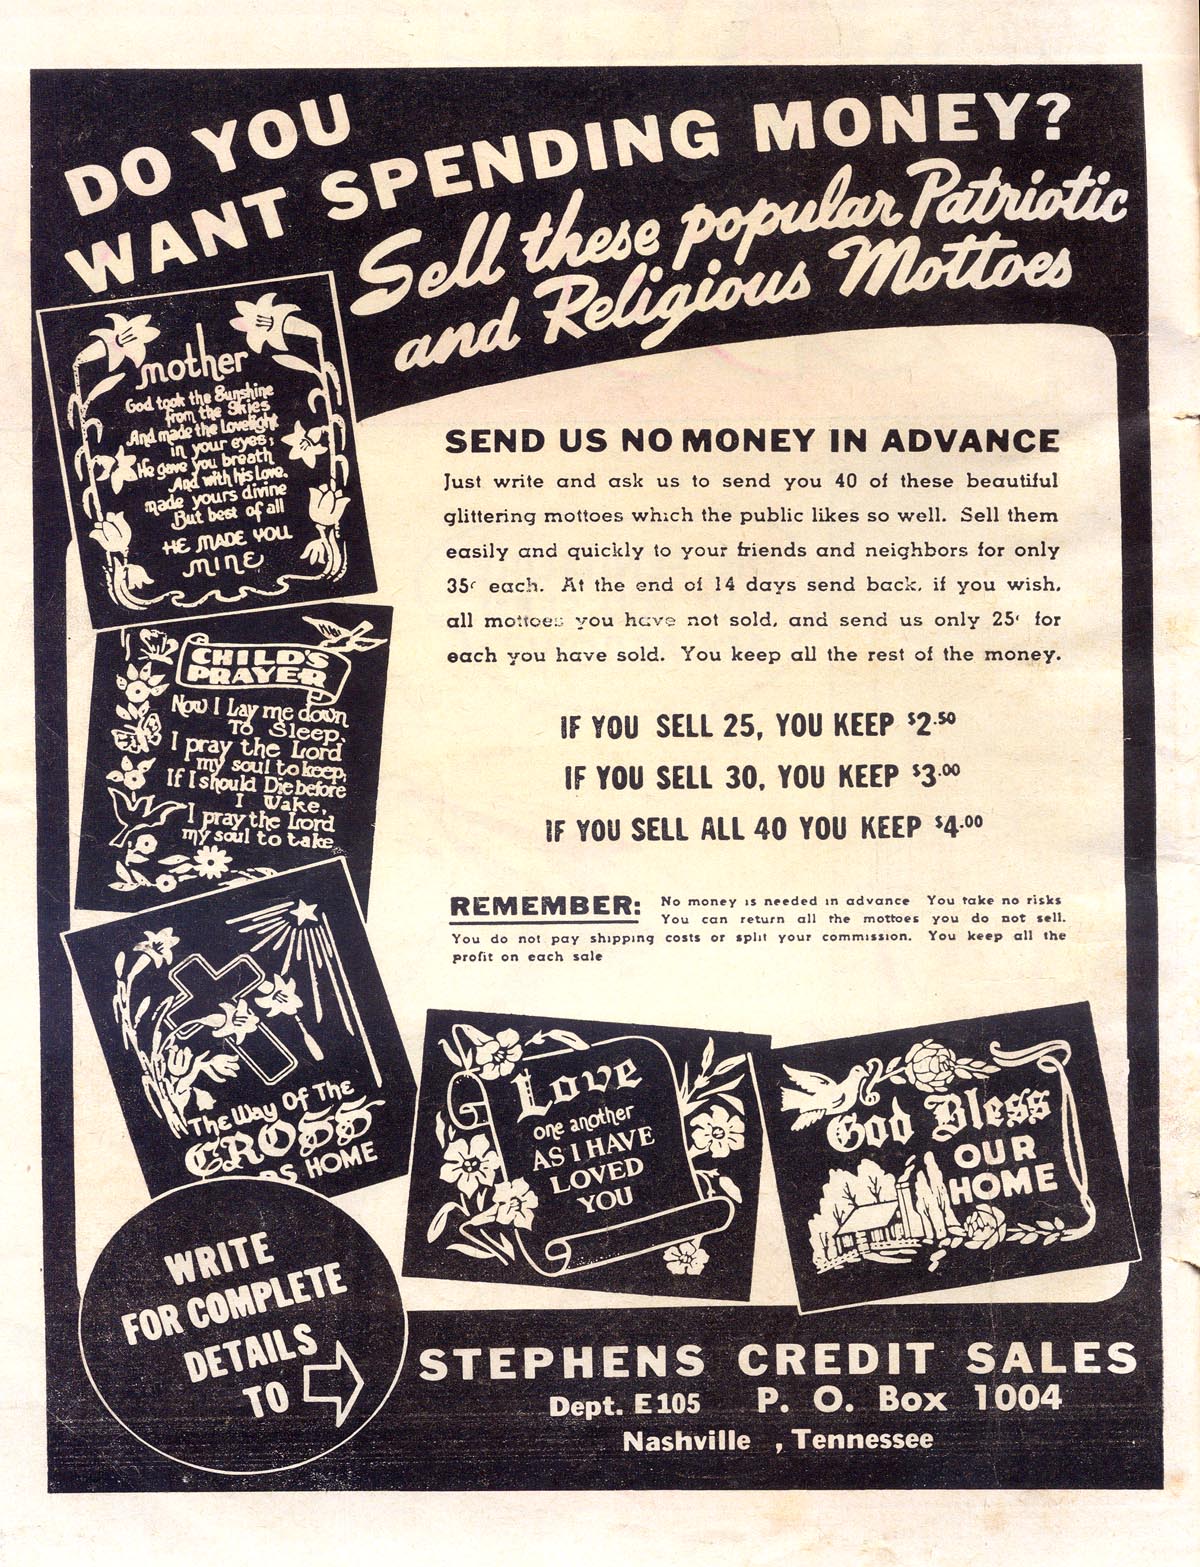 DO YOU
WANT SPENDING MONEY?
Sell these popular Patriotic
and Religious Mottoes
mother
God took the Sunshine
from the Skies
And made the Lovelight
in your eyes;
He gave you breath
And with his Love.
made yours divine
But best of all
HE MADE YOU
MINE
CHILD'S
PRAYER
Now I Lay me down
To Sleep,
I pray the Lord
my soul to keep,
If I should Die before
I Wake,
I pray the Lord
my soul to take
The Way Of The
CROSS
HOME
SEND US NO MONEY IN ADVANCE
Just write and ask us to send you 40 of these beautiful
glittering mottoes which the public likes so well. Sell them
easily and quickly to your friends and neighbors for only
35c each. At the end of 14 days send back, if you wish,
all mottoes you have not sold, and send us only 25c for
each you have sold. You keep all the rest of the money.
IF YOU SELL 25, YOU KEEP $2.50
IF YOU SELL 30, YOU KEEP $3.00
IF YOU SELL ALL 40 YOU KEEP $4.00
REMEMBER: No money is needed in advance You take no risks
You can return all the mottoes you do not sell.
You do not pay shipping costs or split your commission. You keep all the
profit on each sale
Love
one another
AS I HAVE
LOVED
YOU
God Bless
OUR
HOME
WRITE
FOR COMPLETE
DETAILS
TO
STEPHENS CREDIT SALES
Dept. E105 P. O. Box 1004
Nashville , Tennessee